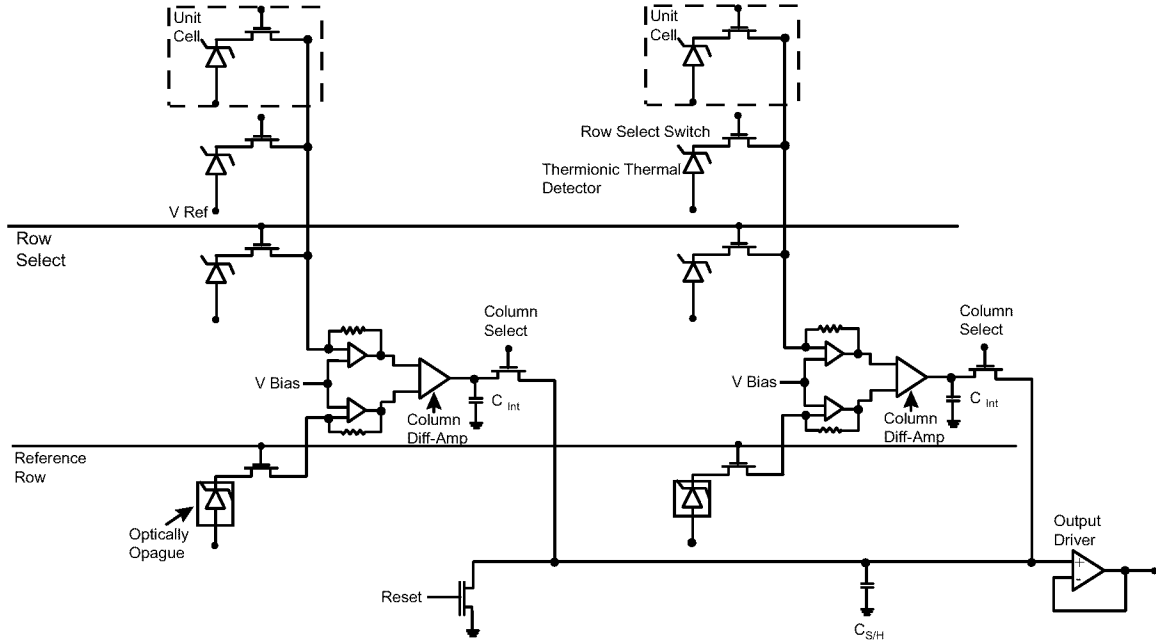 Unit
Cell
Unit
Cell
Row Select Switch
Thermionic Thermal
Detector
V Ref
Row
Select
Column
Select
Column
Select
V Bias
C Int
Column
Diff-Amp
V Bias
C Int
Column
Diff-Amp
Reference
Row
Optically
Opague
Output
Driver
+
-
Reset
C S/H